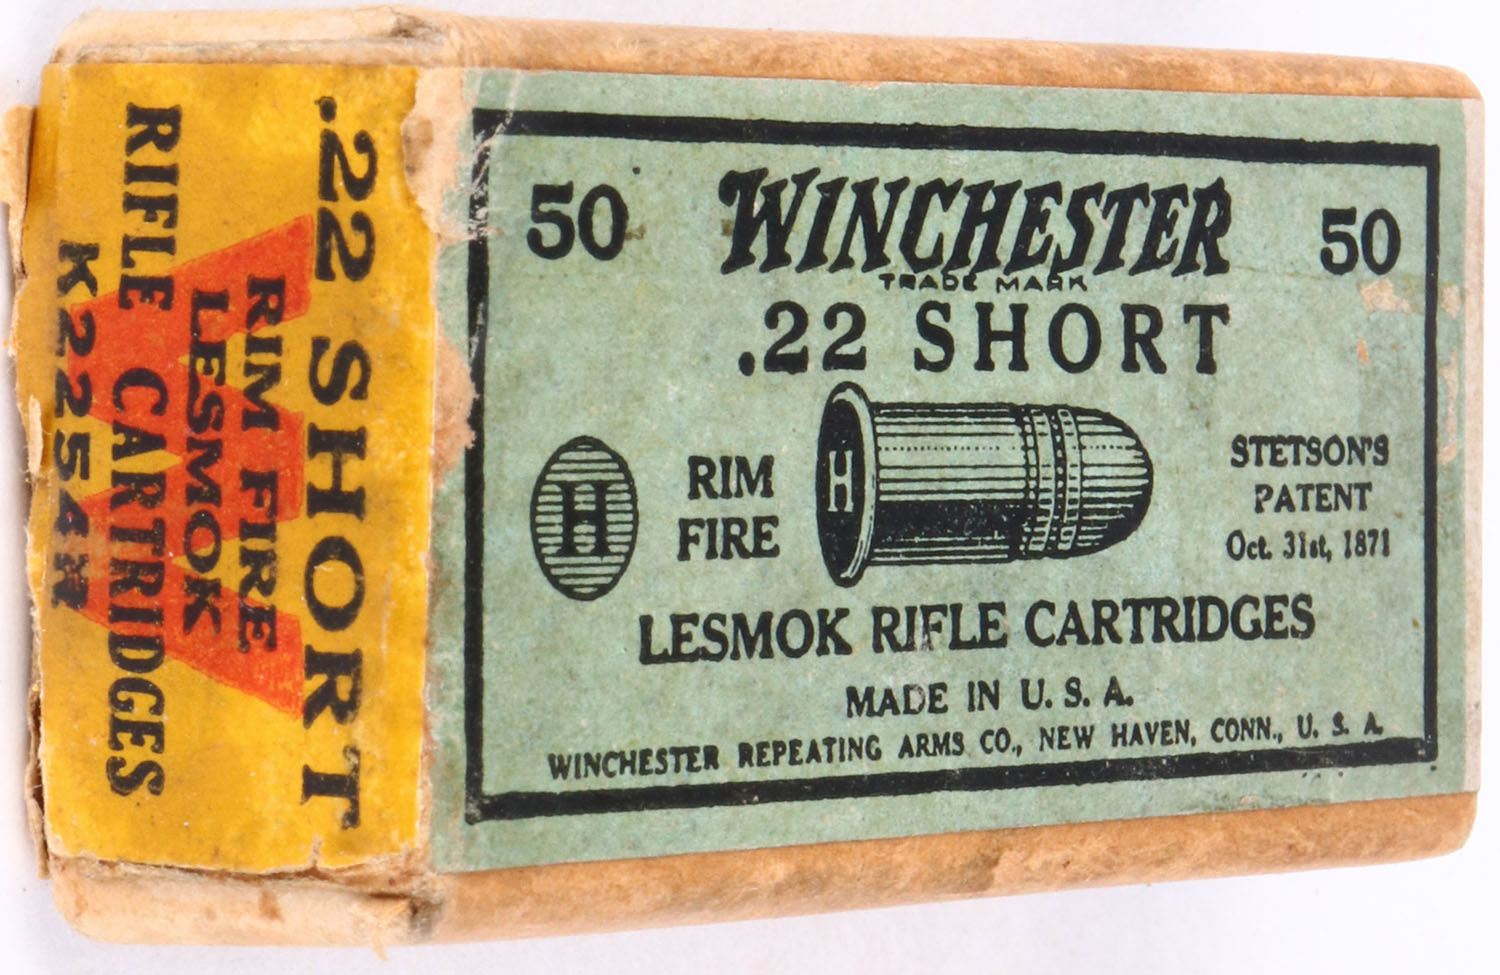 50 WINCHESTER 50
TRADE MARK
.22 SHORT
H
RIM
FIRE
H
STETSON'S
PATENT
Oct. 31st, 1871
LESMOK RIFLE CARTRIDGES
MADE IN U. S. A.
WINCHESTER REPEATING ARMS CO., NEW HAVEN, CONN., U. S. A.
.22 SHORT
RIM FIRE
LESMOK
RIFLE CARTRIDGES
K2254R